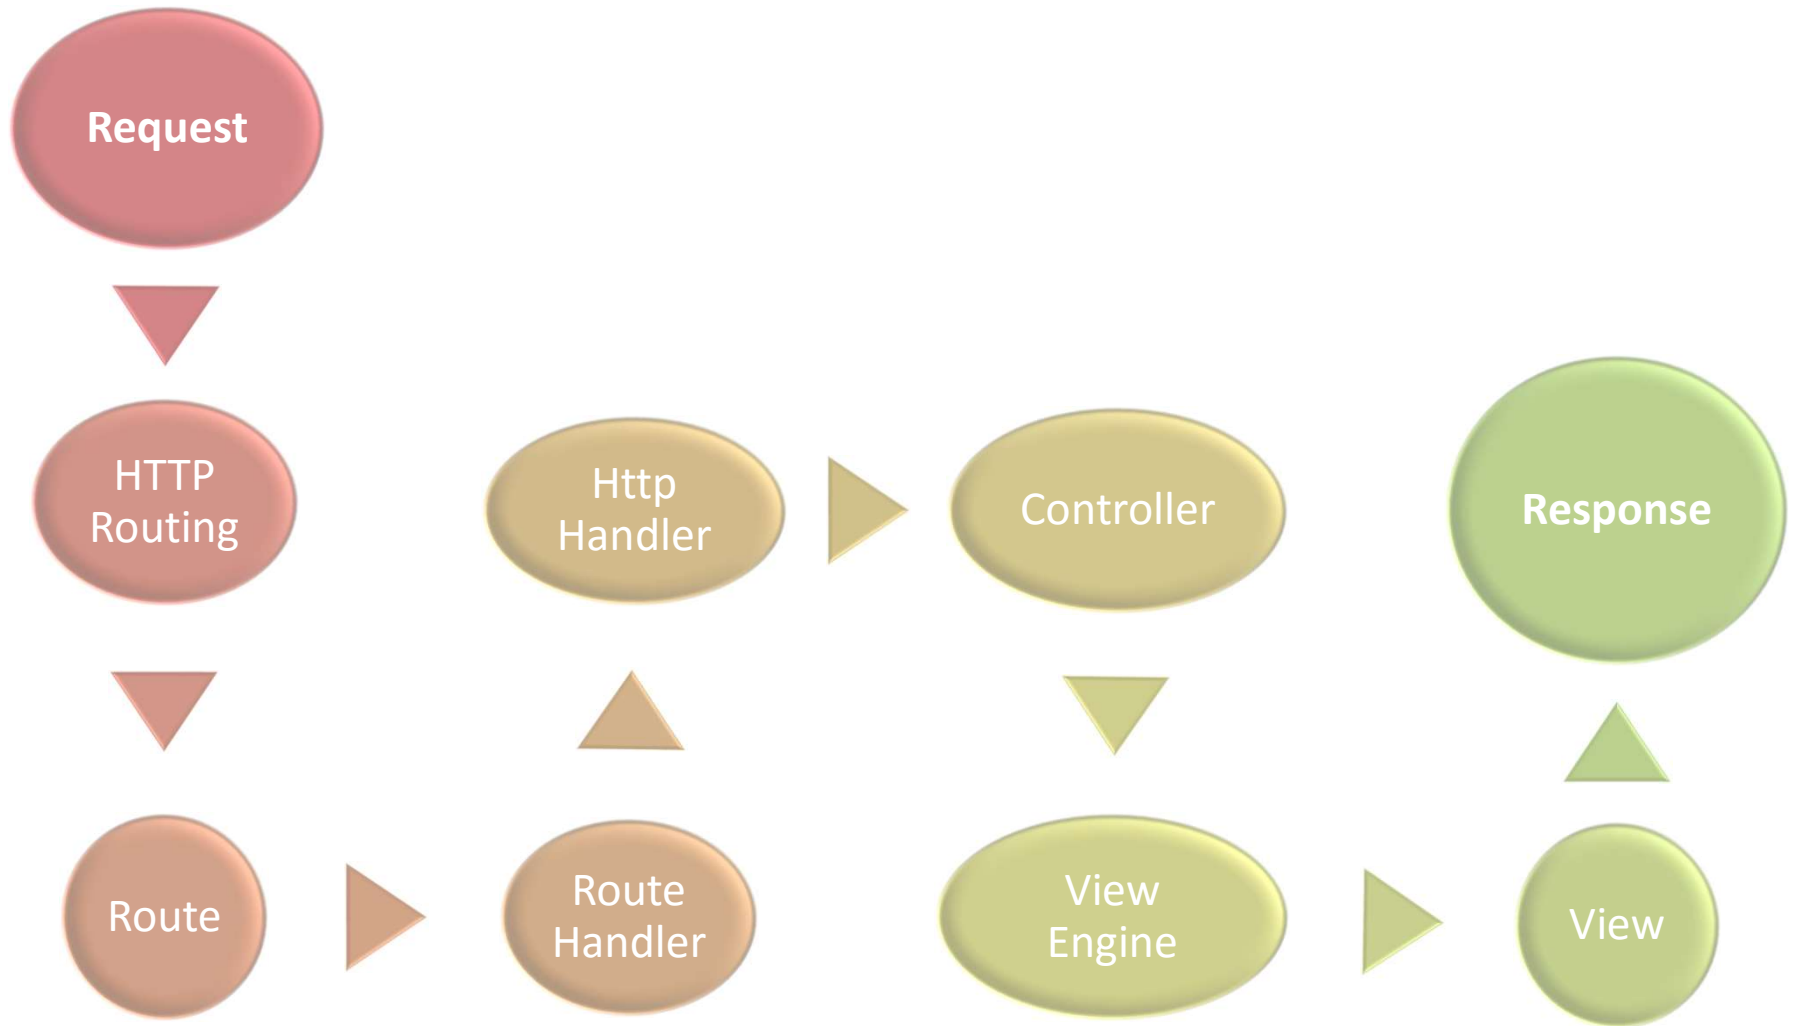 Request
HTTP
Routing
Route
Route
Handler
Http
Handler
Controller
View
Engine
View
Response